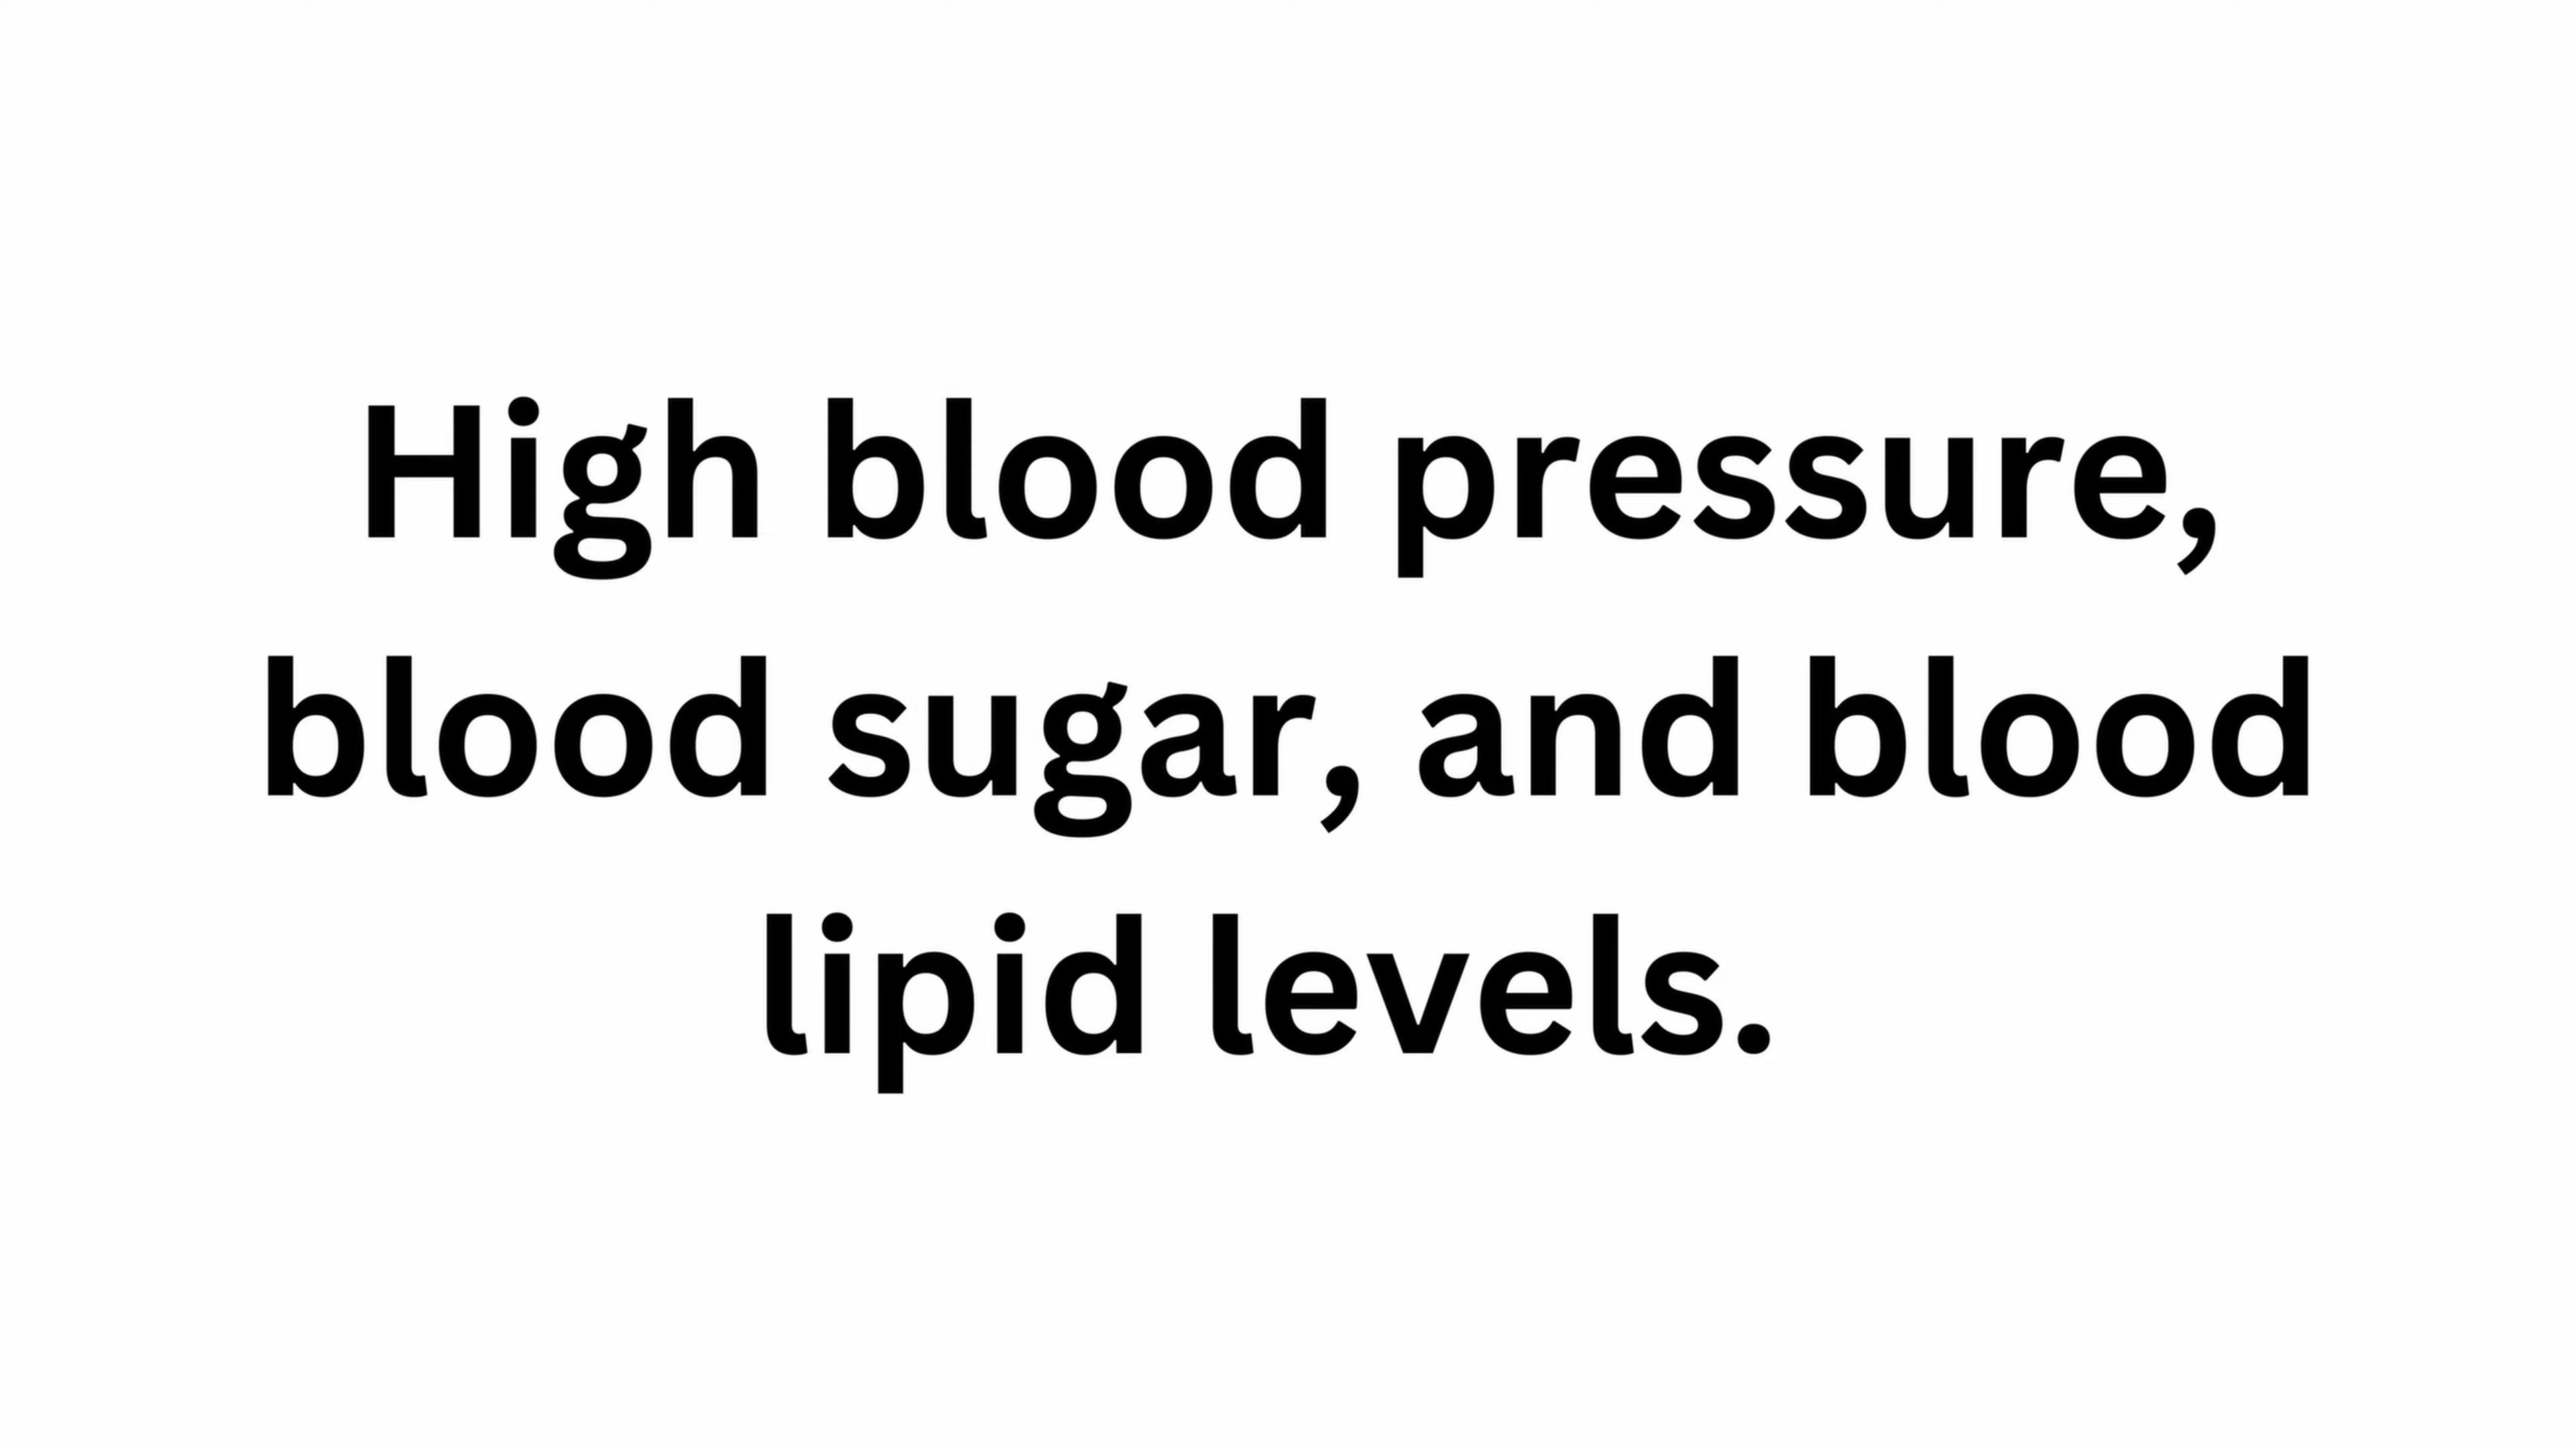 High blood pressure,
blood sugar, and blood
lipid levels.